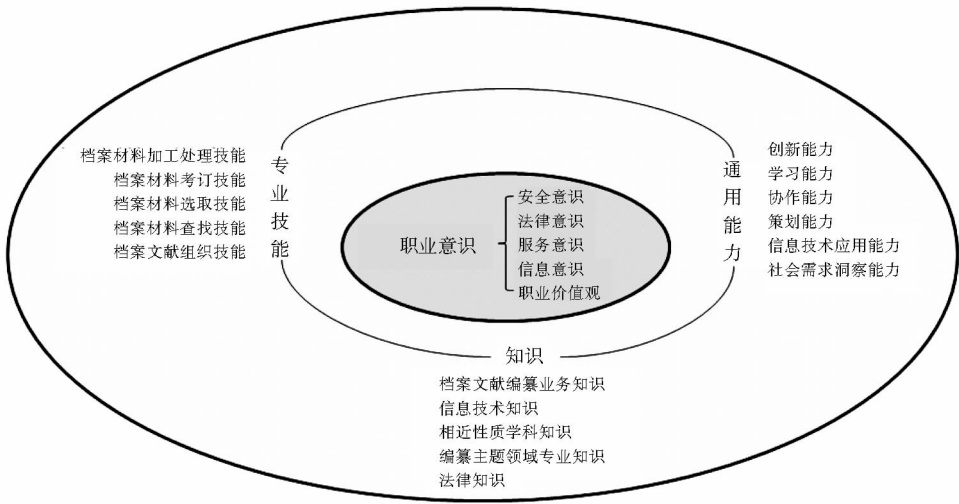 档案材料加工处理技能
档案材料考订技能
档案材料选取技能
档案材料查找技能
档案文献组织技能
专业技能
职业意识
安全意识
法律意识
服务意识
信息意识
职业价值观
通用能力
创新能力
学习能力
协作能力
策划能力
信息技术应用能力
社会需求洞察能力
知识
档案文献编纂业务知识
信息技术知识
相近性质学科知识
编纂主题领域专业知识
法律知识